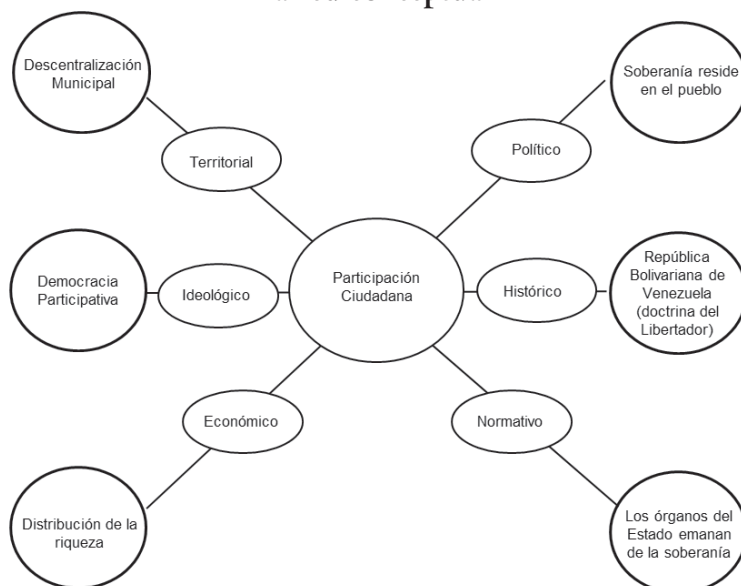 Descentralización
Municipal
Soberanía reside
en el pueblo
Territorial
Político
Democracia
Participativa
Ideológico
Participación
Ciudadana
Histórico
República
Bolivariana de
Venezuela
(doctrina del
Libertador)
Económico
Normativo
Distribución de la
riqueza
Los órganos del
Estado emanan
de la soberanía